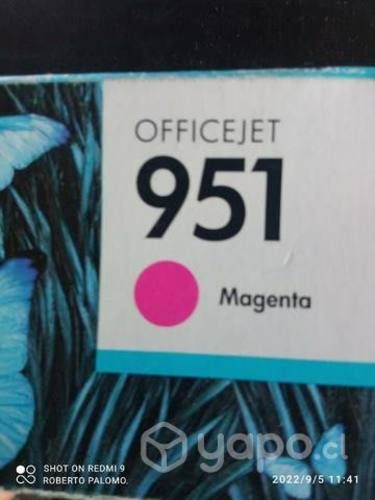 OFFICEJET
951
Magenta
SHOT ON REDMI 9
ROBERTO PALOMO.
yapo.cl
2022/9/5 11:41